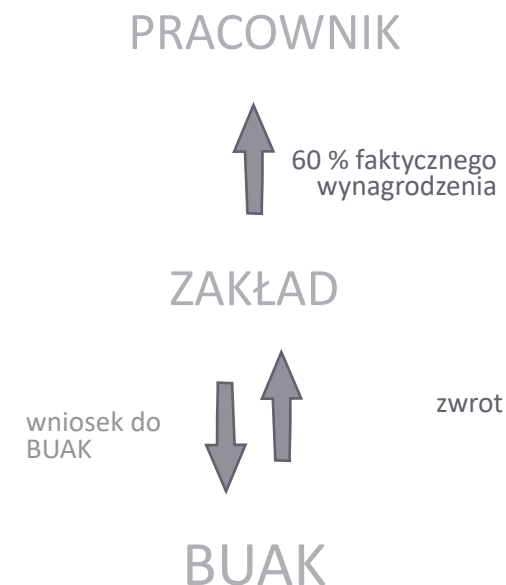 PRACOWNIK
60 % faktycznego
wynagrodzenia
ZAKŁAD
wniosek do
BUAK
zwrot
BUAK